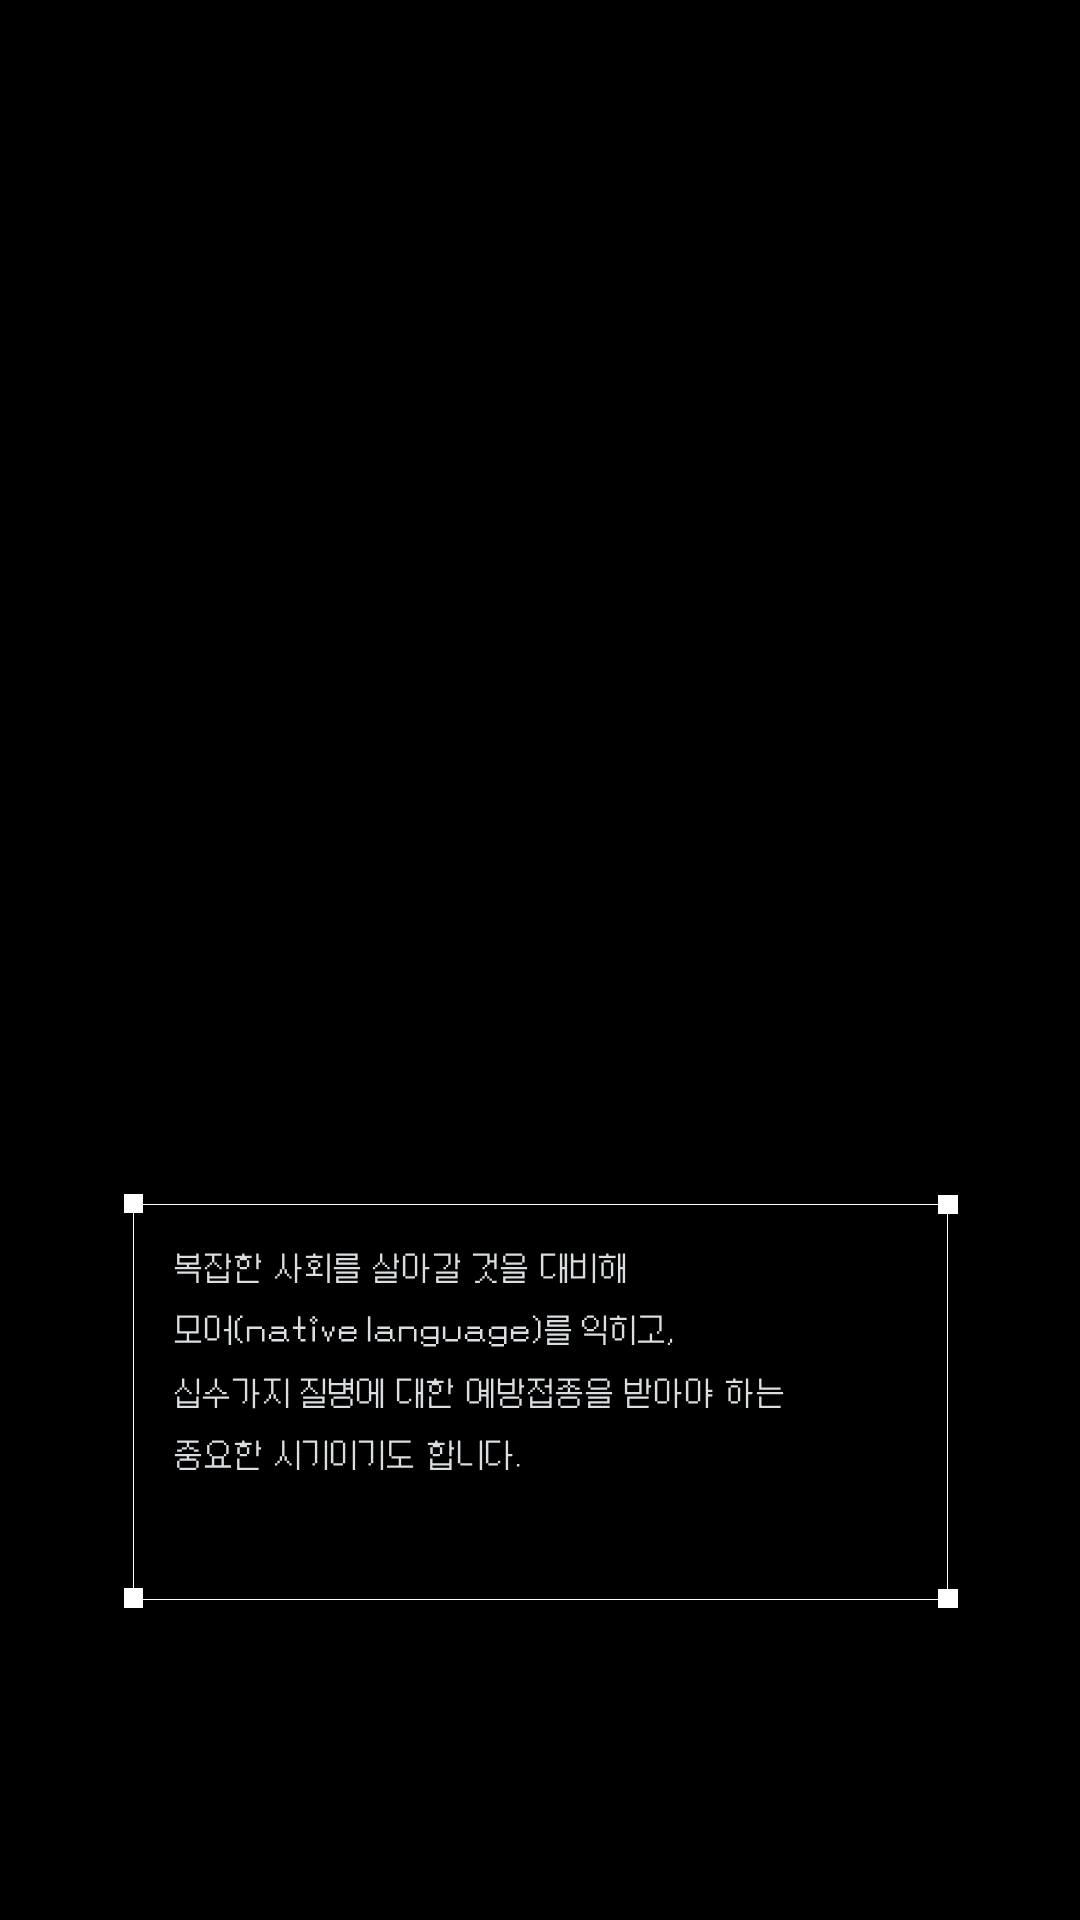 복잡한 사회를 살아갈 것을 대비해
모어(native language)를 익히고,
십수가지 질병에 대한 예방접종을 받아야 하는
중요한 시기이기도 합니다.